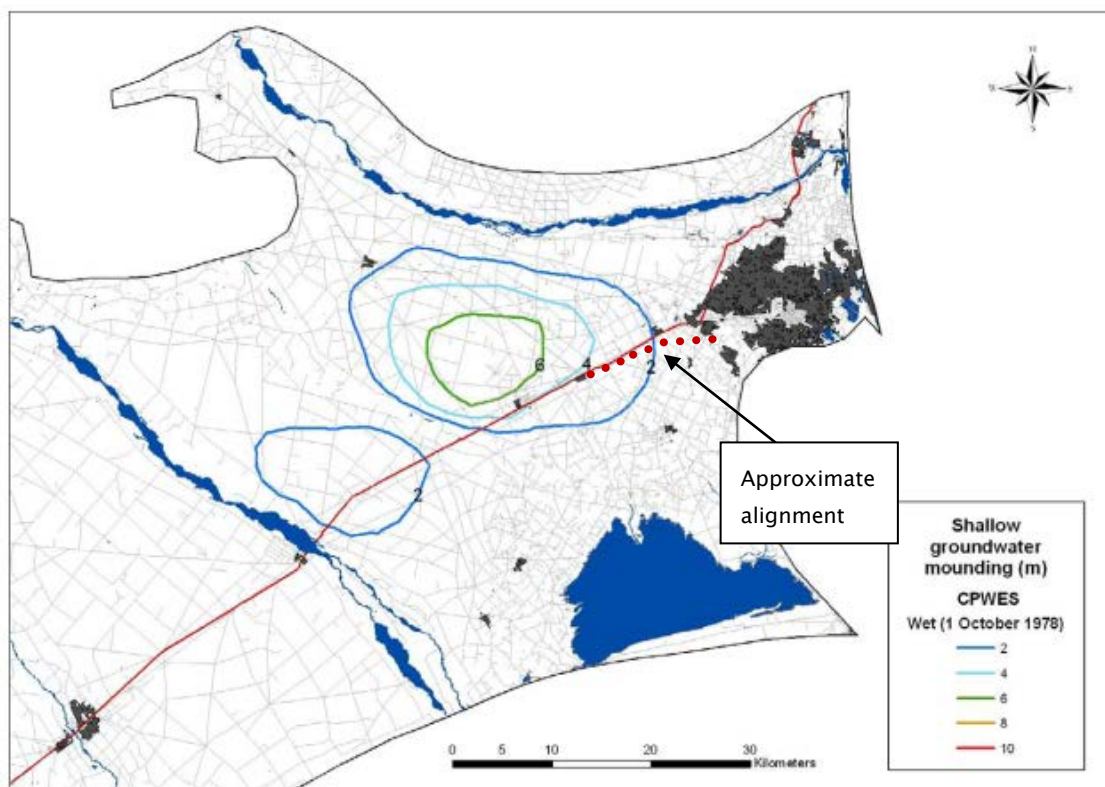 N
W
E
S
6
4
2
2
Approximate
alignment
Shallow
groundwater
mounding (m)
CPWES
Wet (1 October 1978)
2
4
6
8
10
0 5 10 20 30
Kilometers